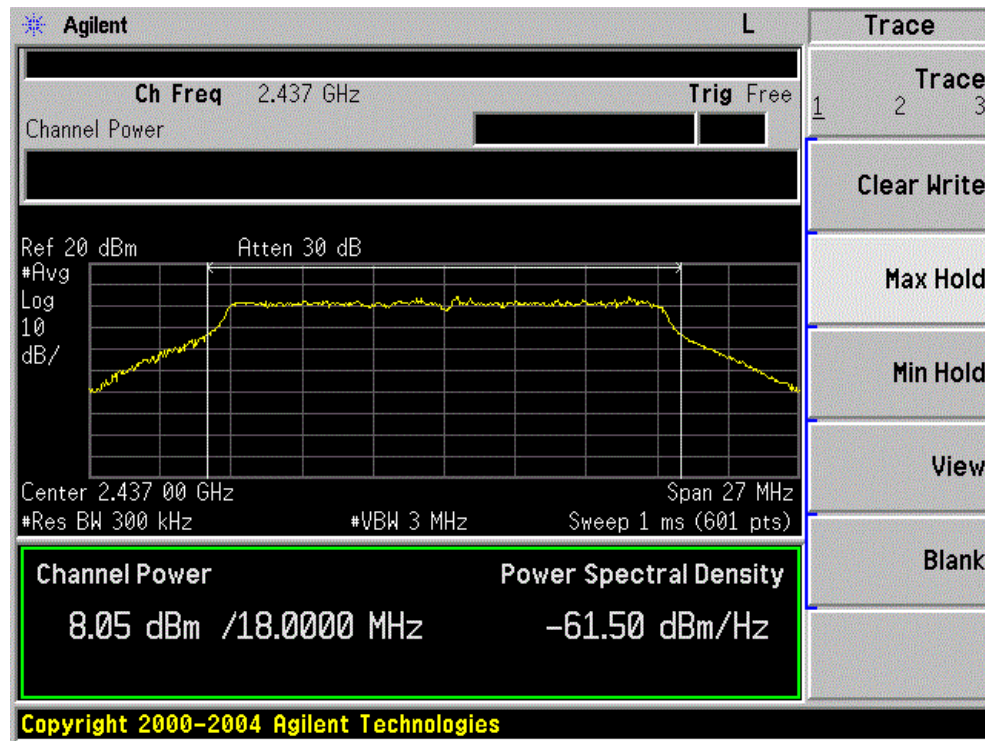 Agilent L Trace
Ch Freq 2.437 GHz Trig Free
Channel Power
Trace
1 2 3
Clear Write
Max Hold
Min Hold
View
Blank
Ref 20 dBm Atten 30 dB
#Avg
Log
10
dB/
Center 2.437 00 GHz Span 27 MHz
#Res BW 300 kHz #VBW 3 MHz Sweep 1 ms (601 pts)
Channel Power Power Spectral Density
8.05 dBm /18.0000 MHz -61.50 dBm/Hz
Copyright 2000-2004 Agilent Technologies